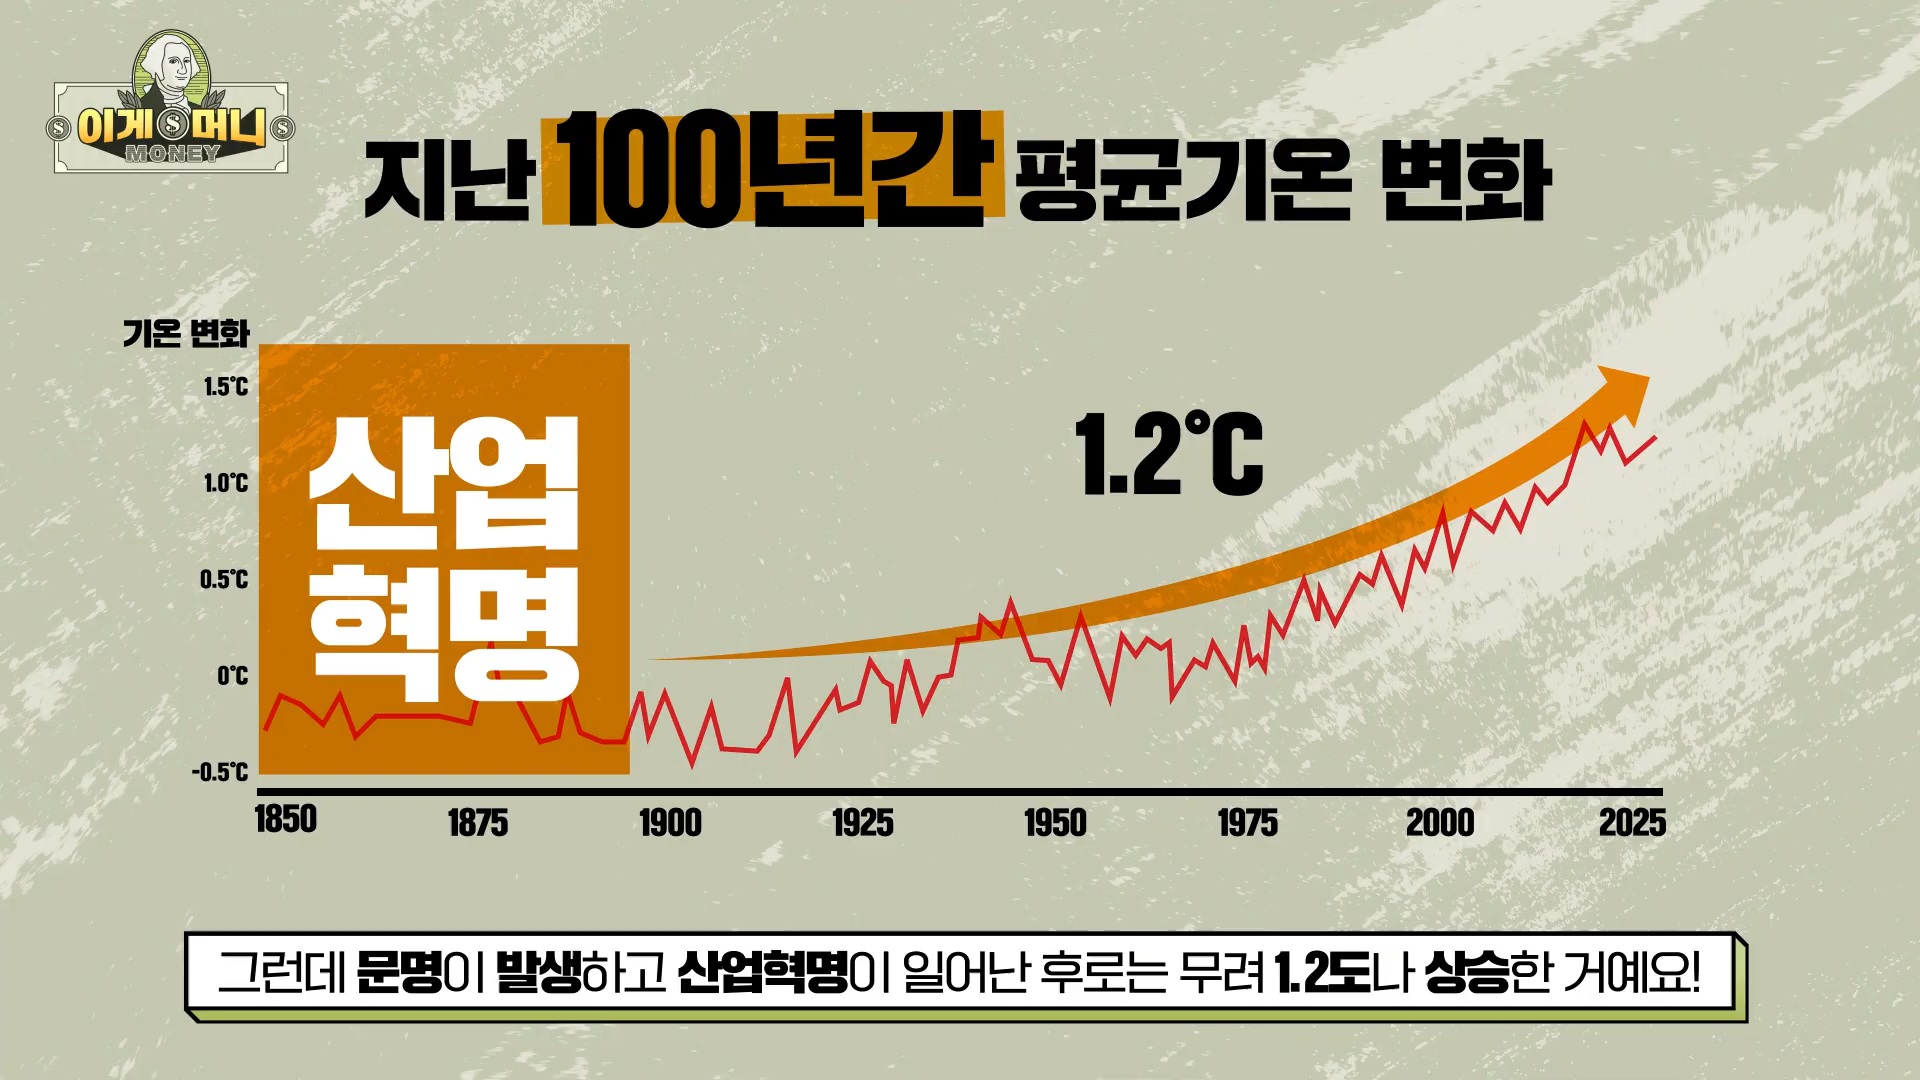 이게 머니
MONEY
지난 100년간 평균기온 변화
기온 변화
1.5℃
1.0℃
0.5℃
0℃
-0.5℃
산업
혁명
1.2℃
1850 1875 1900 1925 1950 1975 2000 2025
그런데 문명이 발생하고 산업혁명이 일어난 후로는 무려 1.2도나 상승한 거예요!